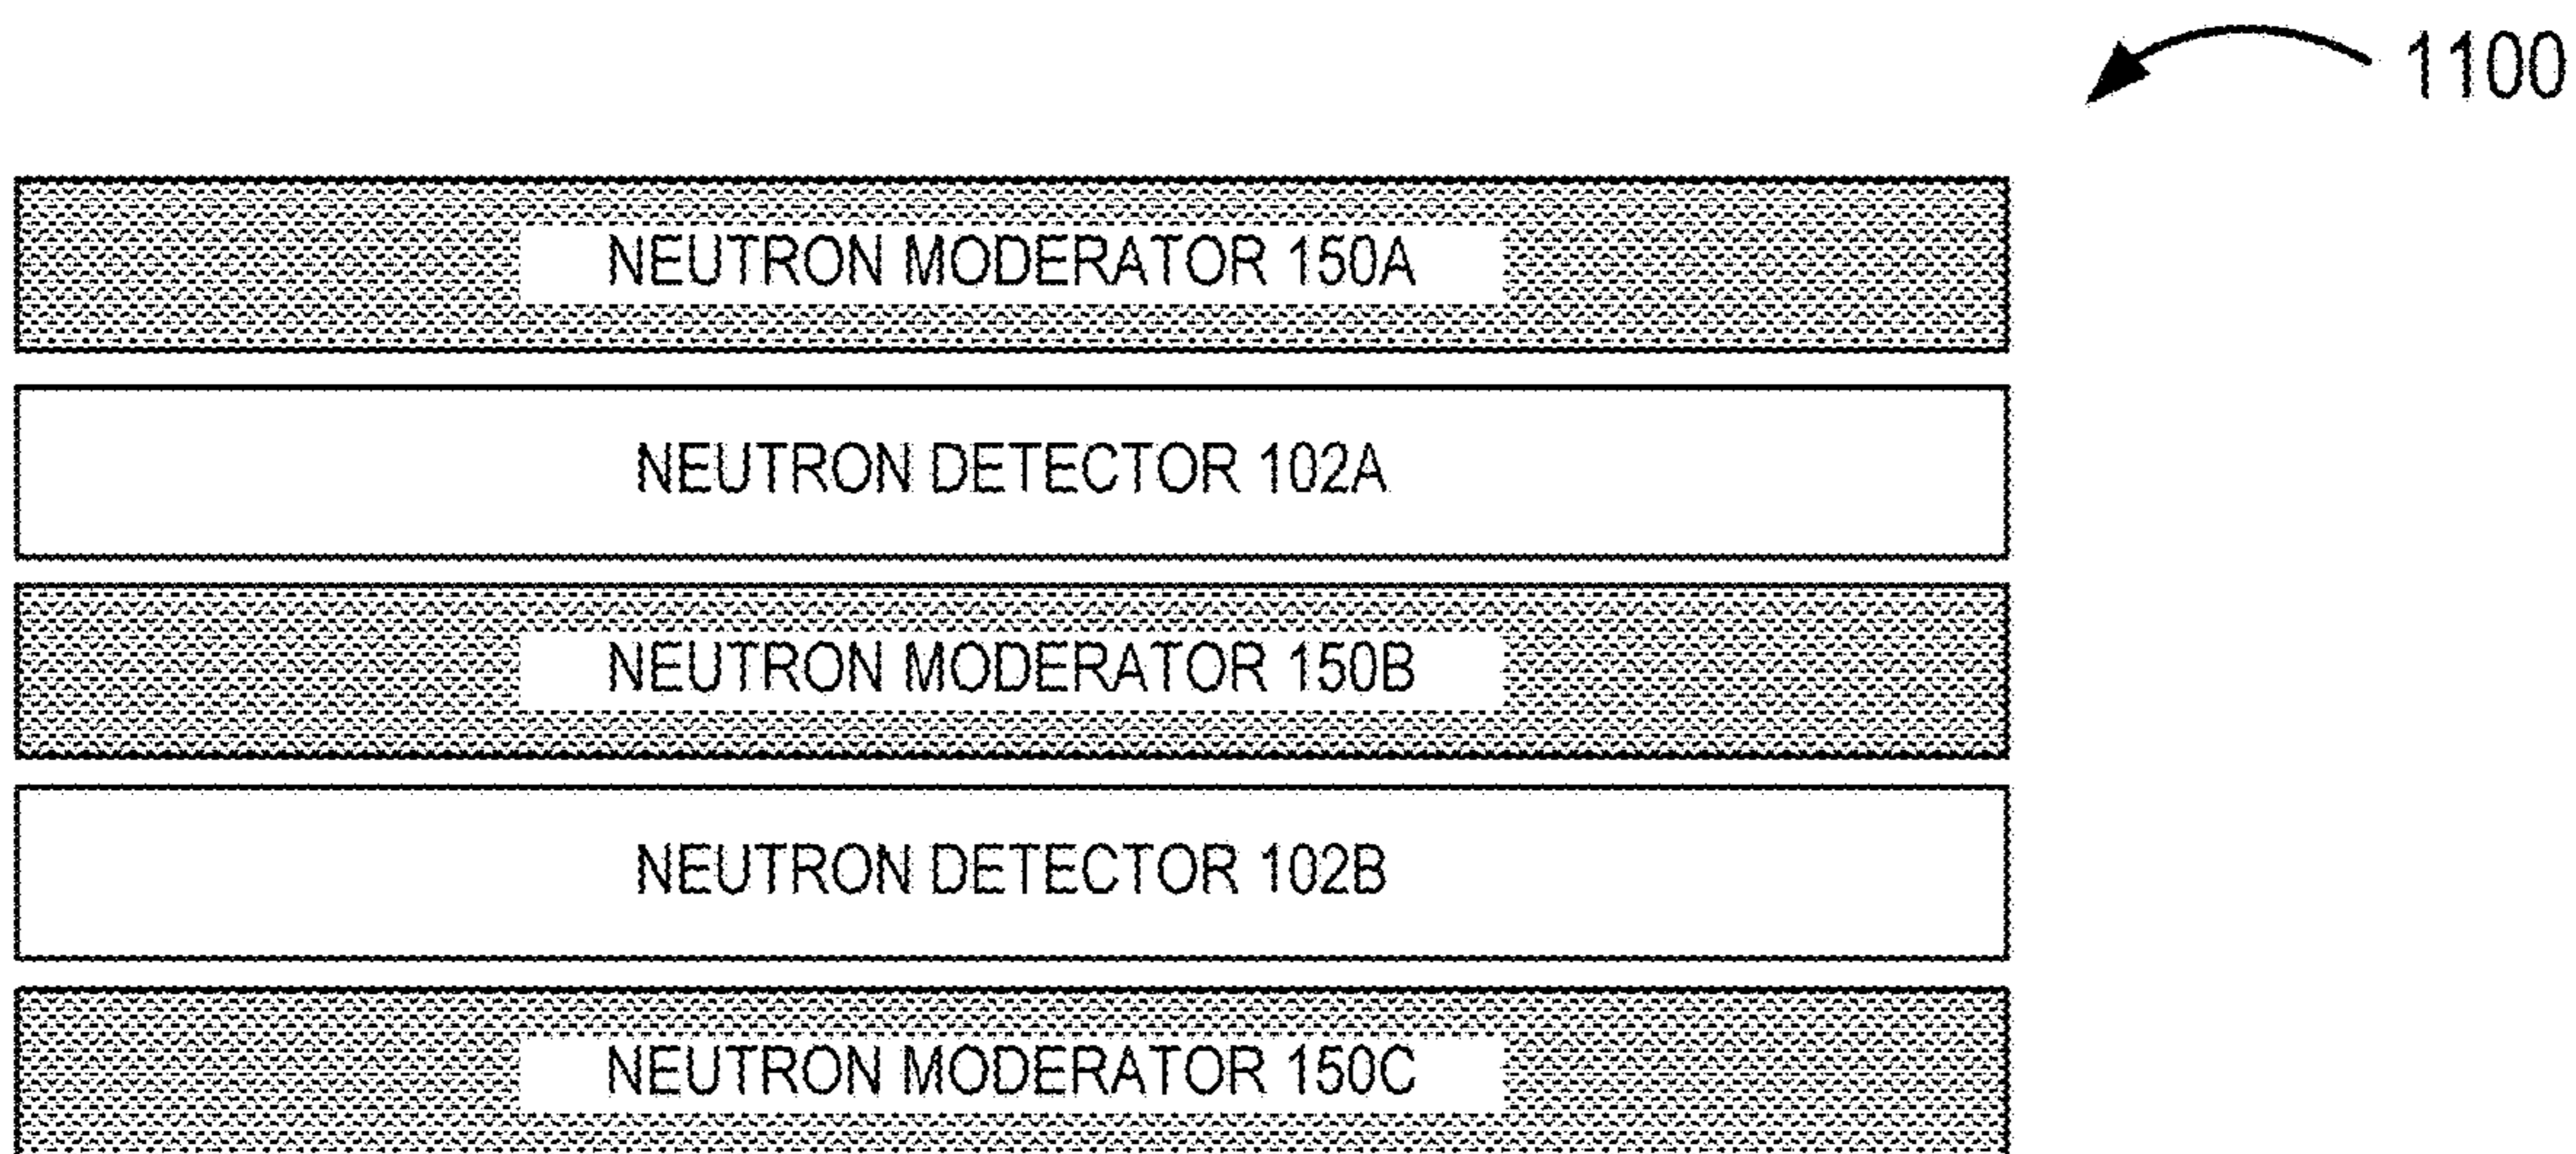 1100
NEUTRON MODERATOR 150A
NEUTRON DETECTOR 102A
NEUTRON MODERATOR 150B
NEUTRON DETECTOR 102B
NEUTRON MODERATOR 150C